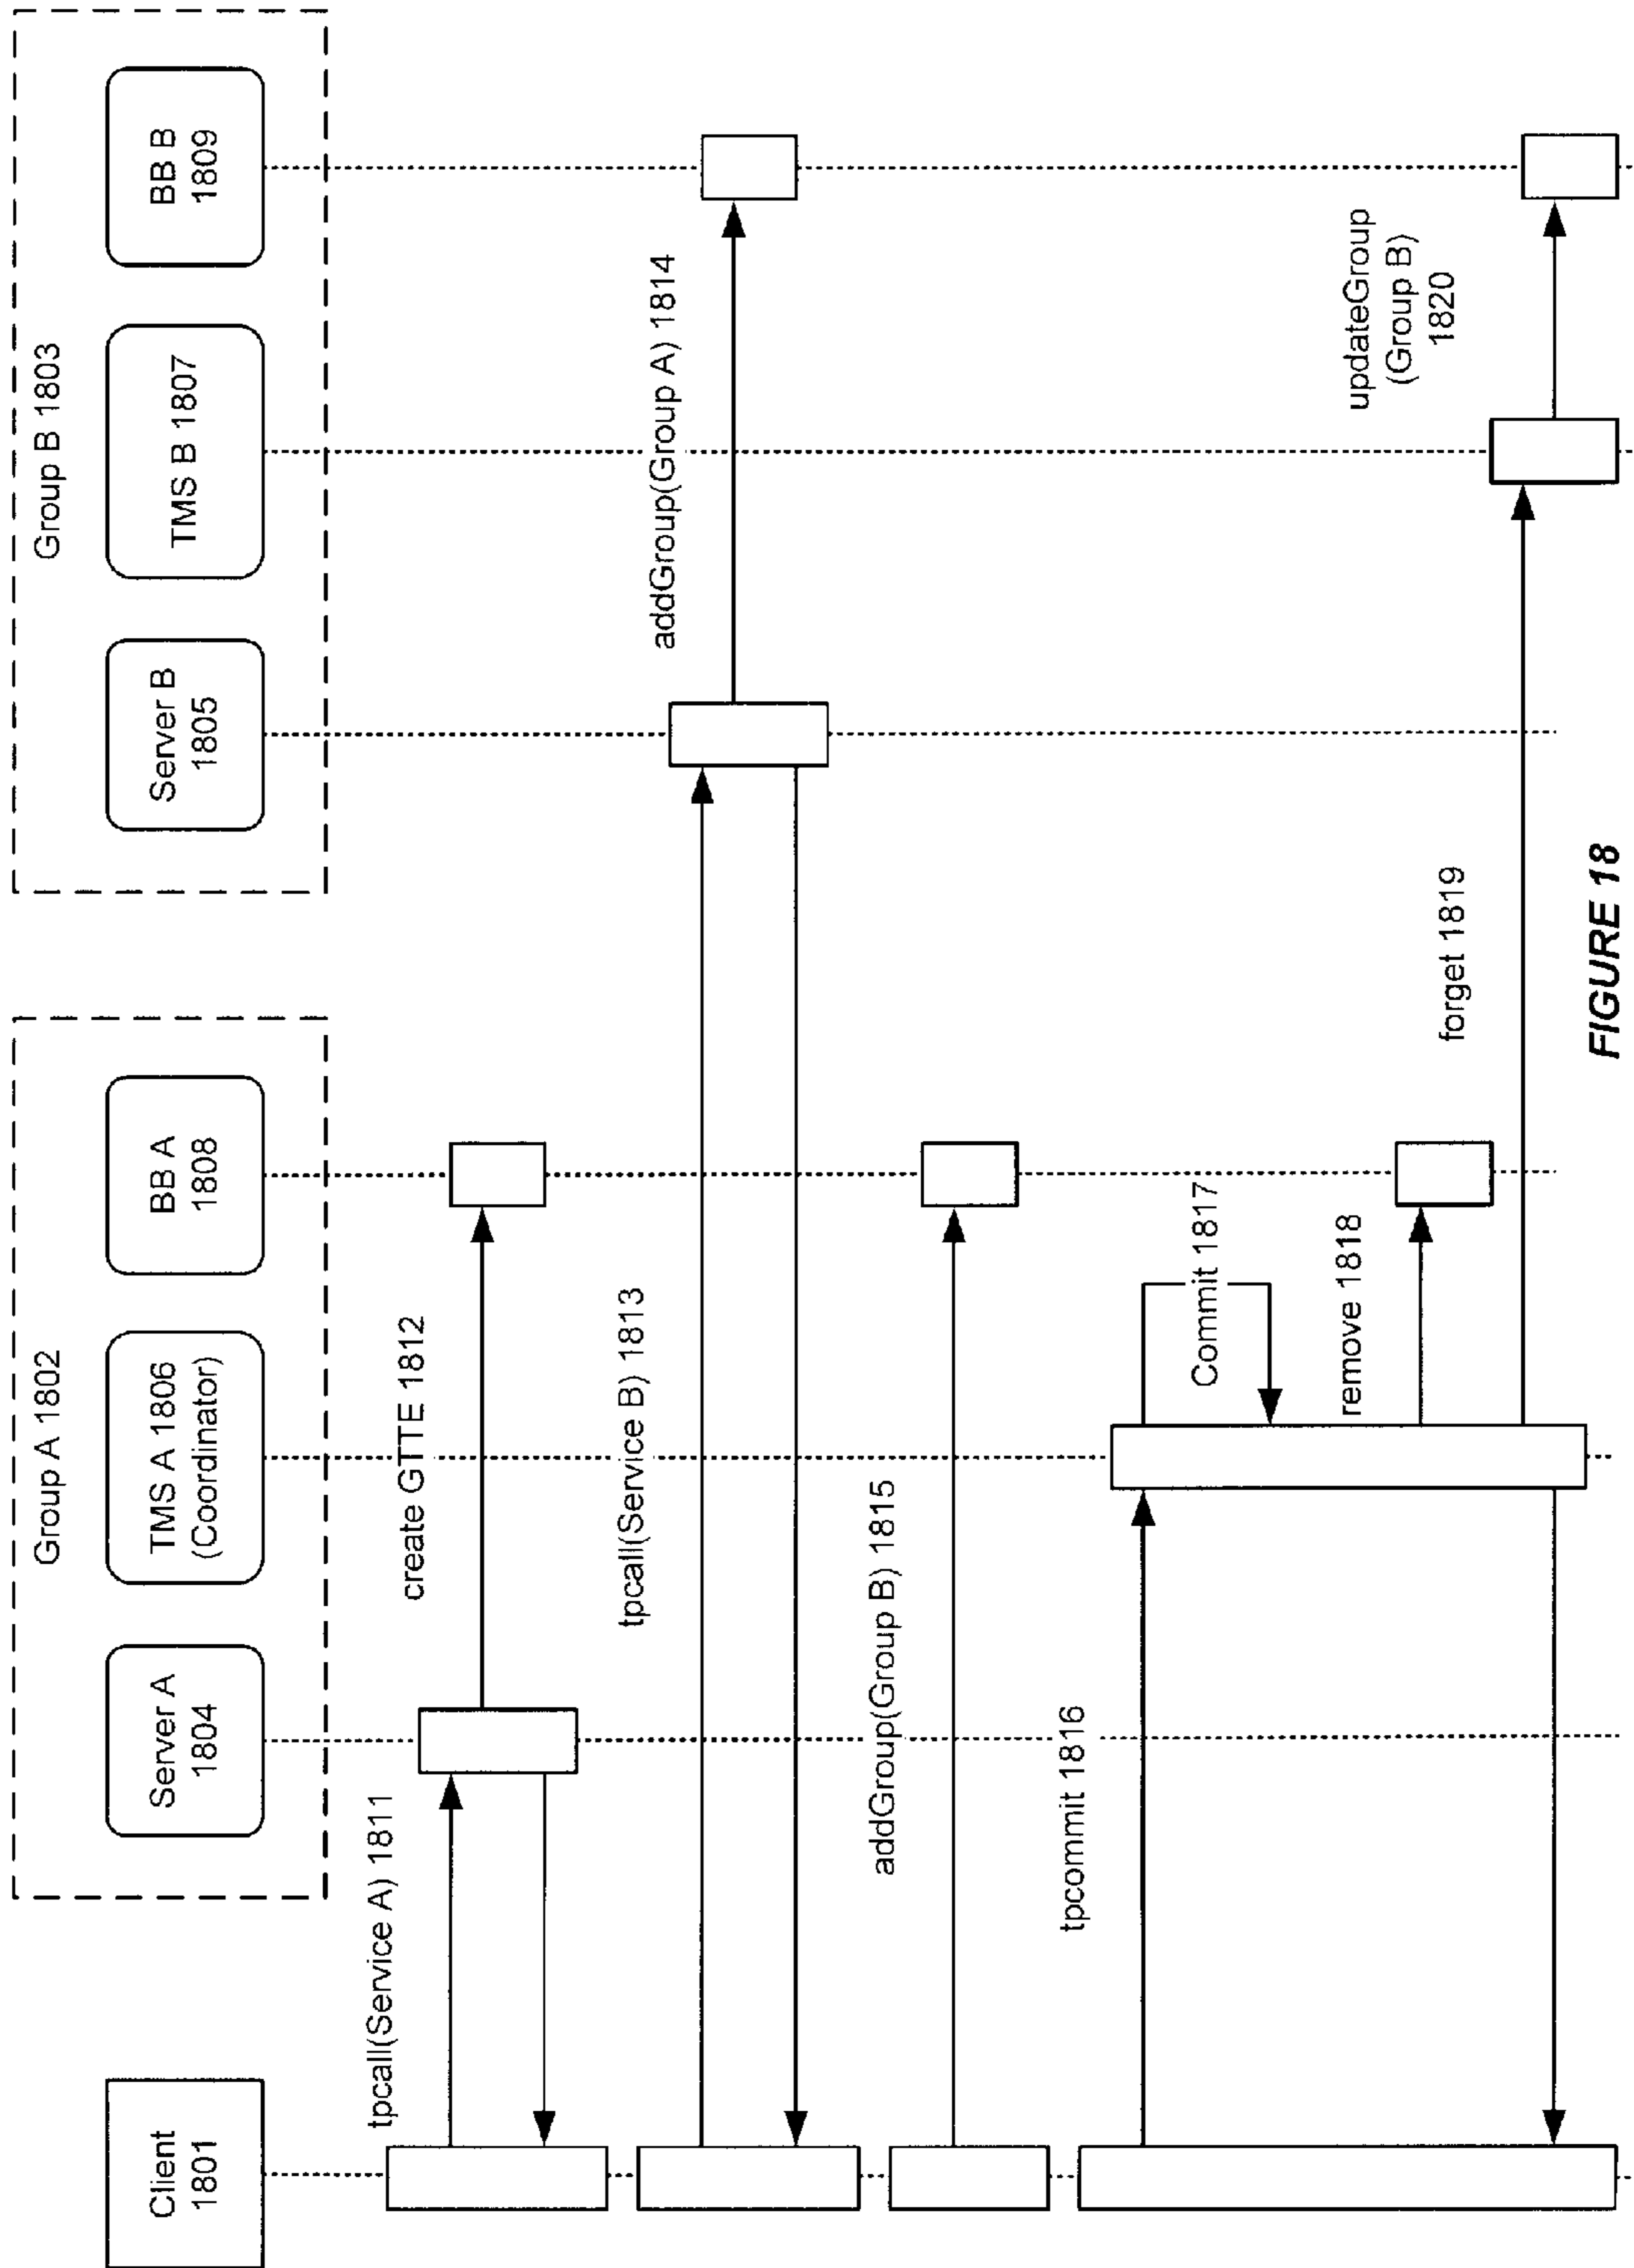 Group A 1802
Group B 1803
Client
1801
Server A
1804
TMS A 1806
(Coordinator)
BB A
1808
Server B
1805
TMS B 1807
BB B
1809
tpcall(Service A) 1811
create GTTE 1812
tpcall(Service B) 1813
addGroup(Group A) 1814
addGroup(Group B) 1815
tpcommit 1816
Commit 1817
remove 1818
forget 1819
updateGroup
(Group B)
1820
FIGURE 18